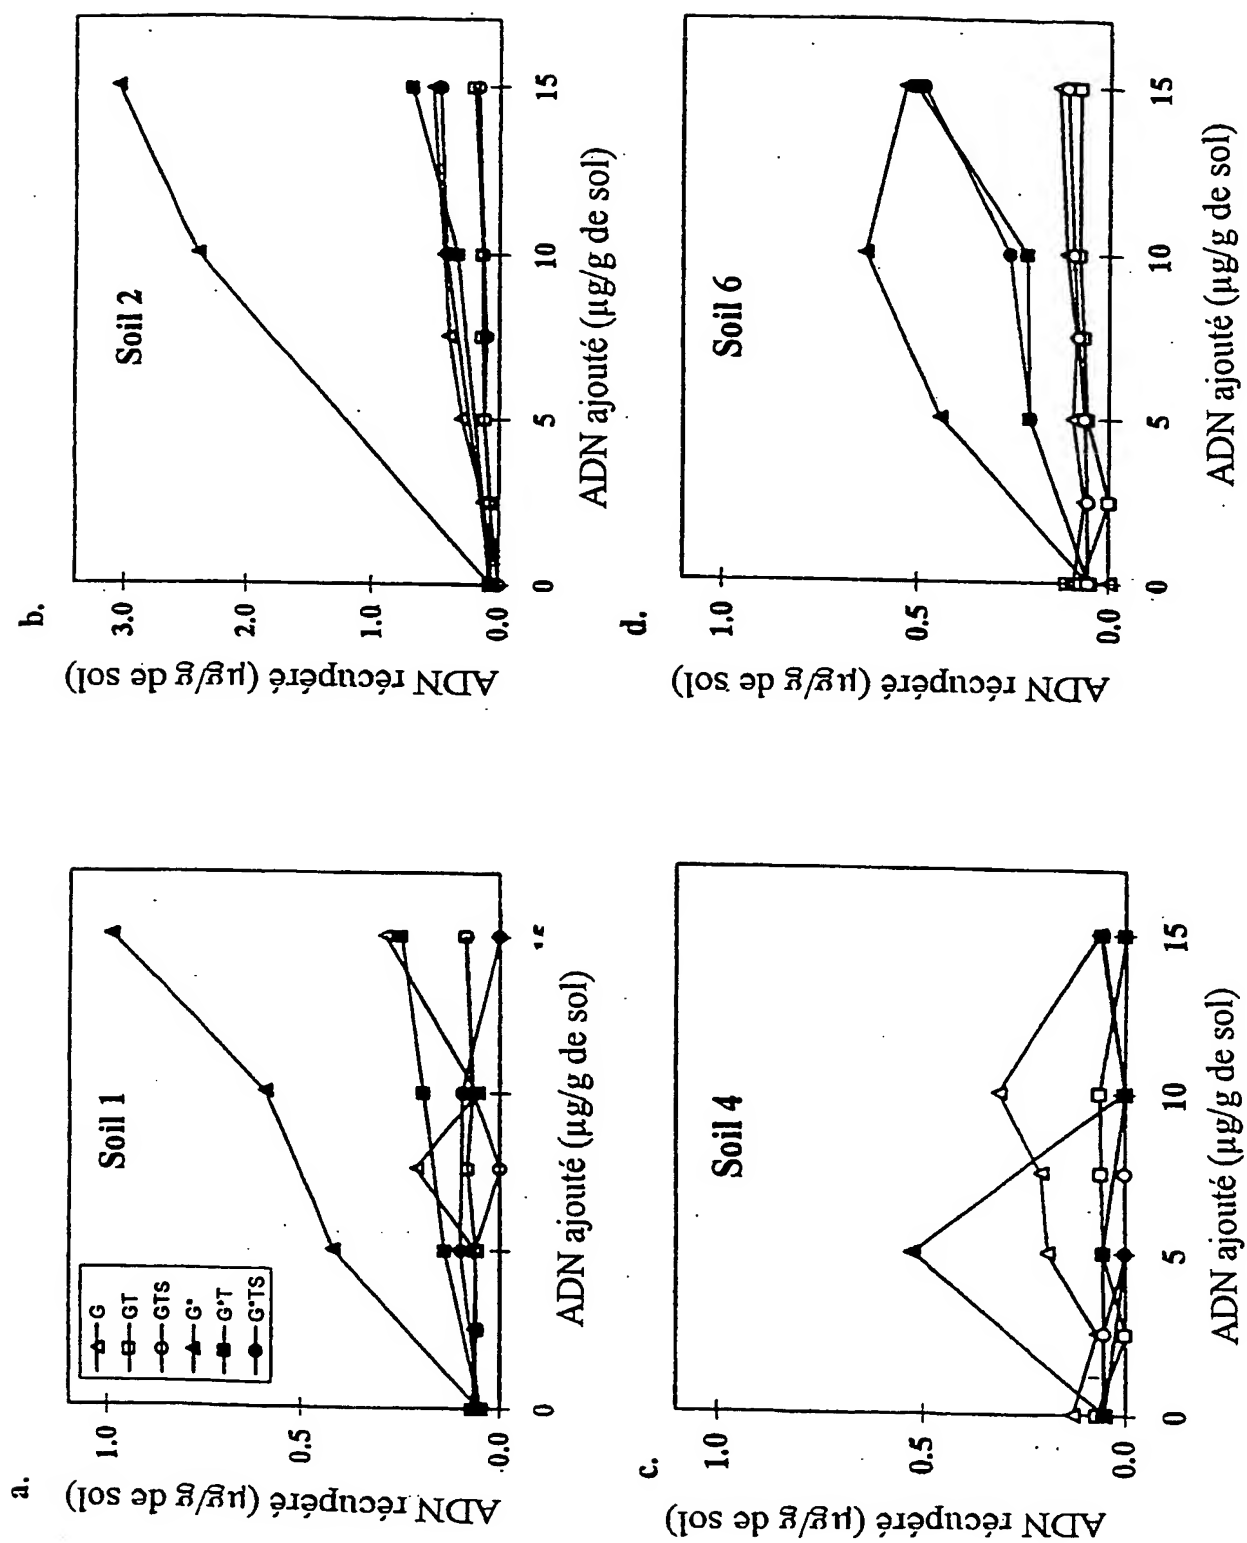 a.
ADN récupéré (µg/g de sol)
1.0
0.5
0.0
Soil 1
G
GT
GTS
G*
G*T
G*TS
0
ADN ajouté (µg/g de sol)
b.
ADN récupéré (µg/g de sol)
3.0
2.0
1.0
0.0
Soil 2
0 5 10 15
ADN ajouté (µg/g de sol)
c.
ADN récupéré (µg/g de sol)
1.0
0.5
0.0
Soil 4
0 5 10 15
ADN ajouté (µg/g de sol)
d.
ADN récupéré (µg/g de sol)
1.0
0.5
0.0
Soil 6
0 5 10 15
ADN ajouté (µg/g de sol)